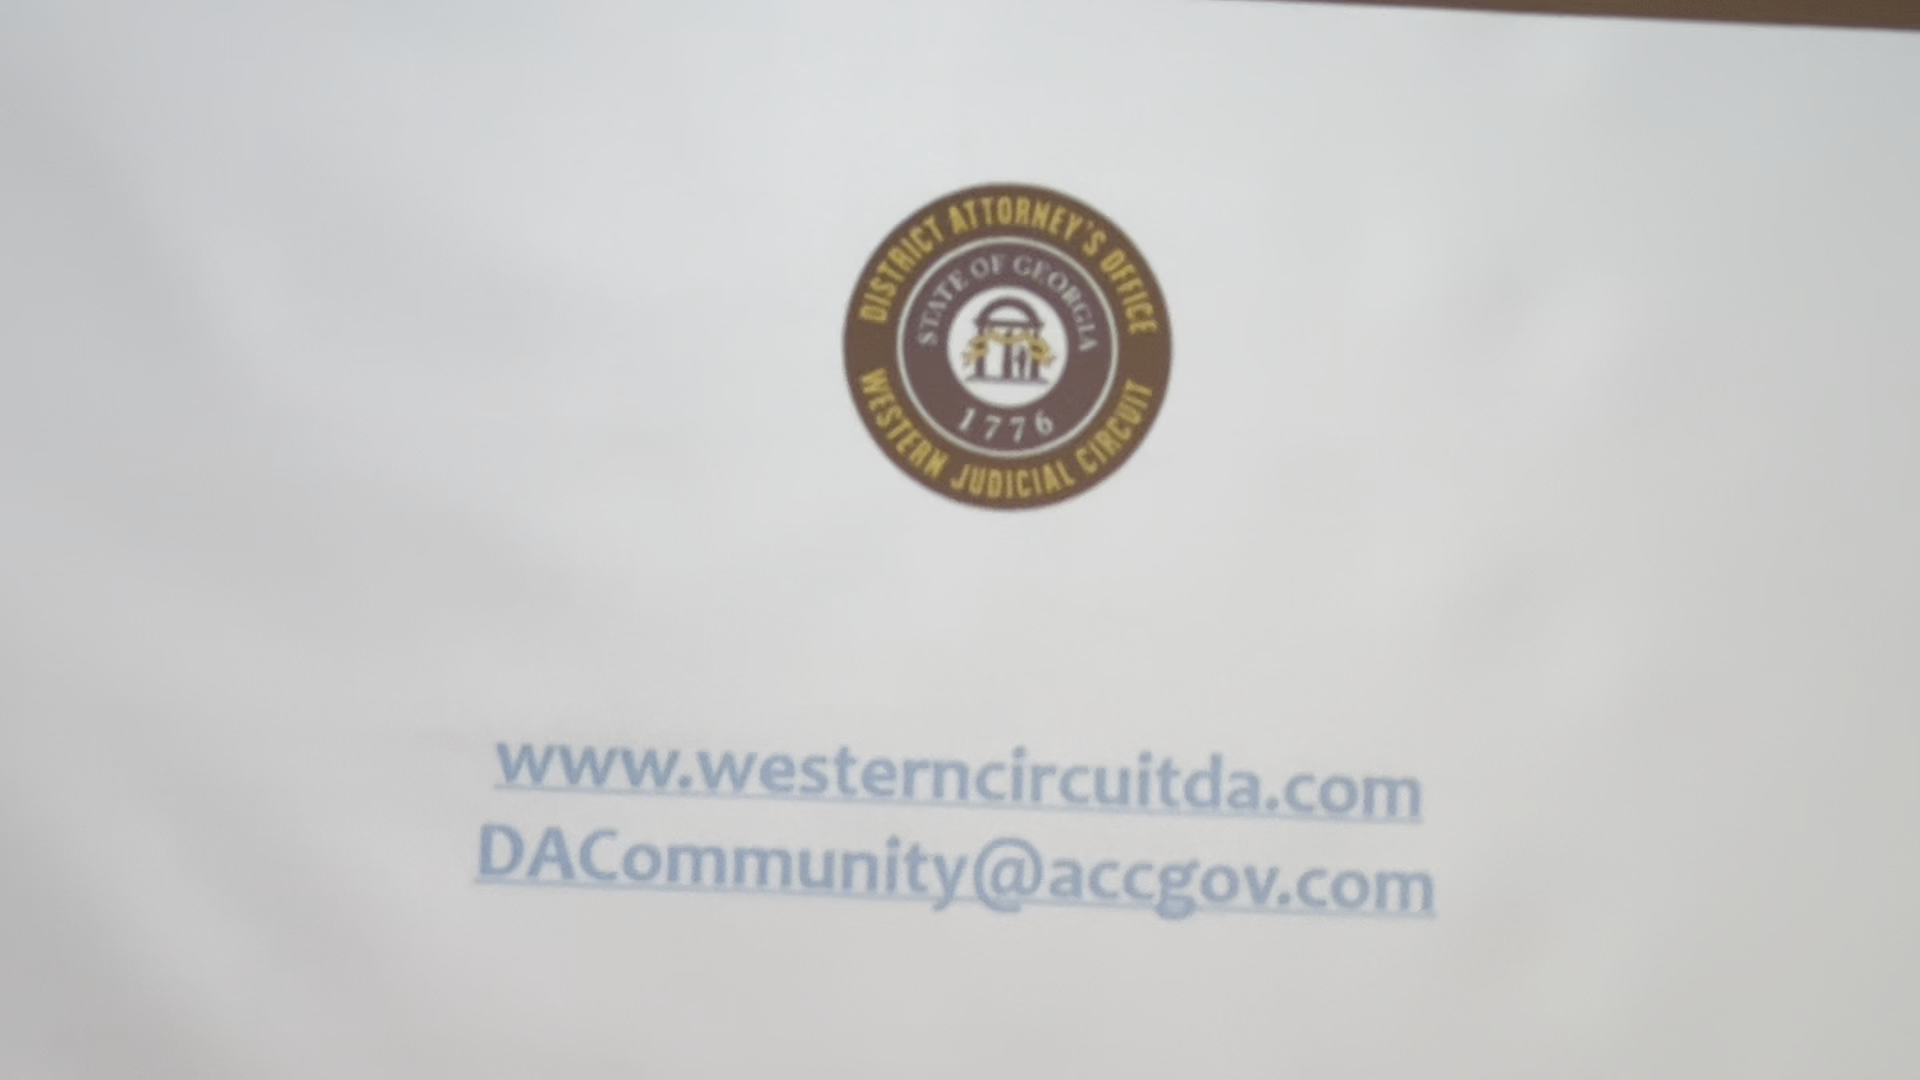 DISTRICT ATTORNEY'S OFFICE
STATE OF GEORGIA
1776
WESTERN JUDICIAL CIRCUIT
www.westerncircuitda.com
DACommunity@accgov.com